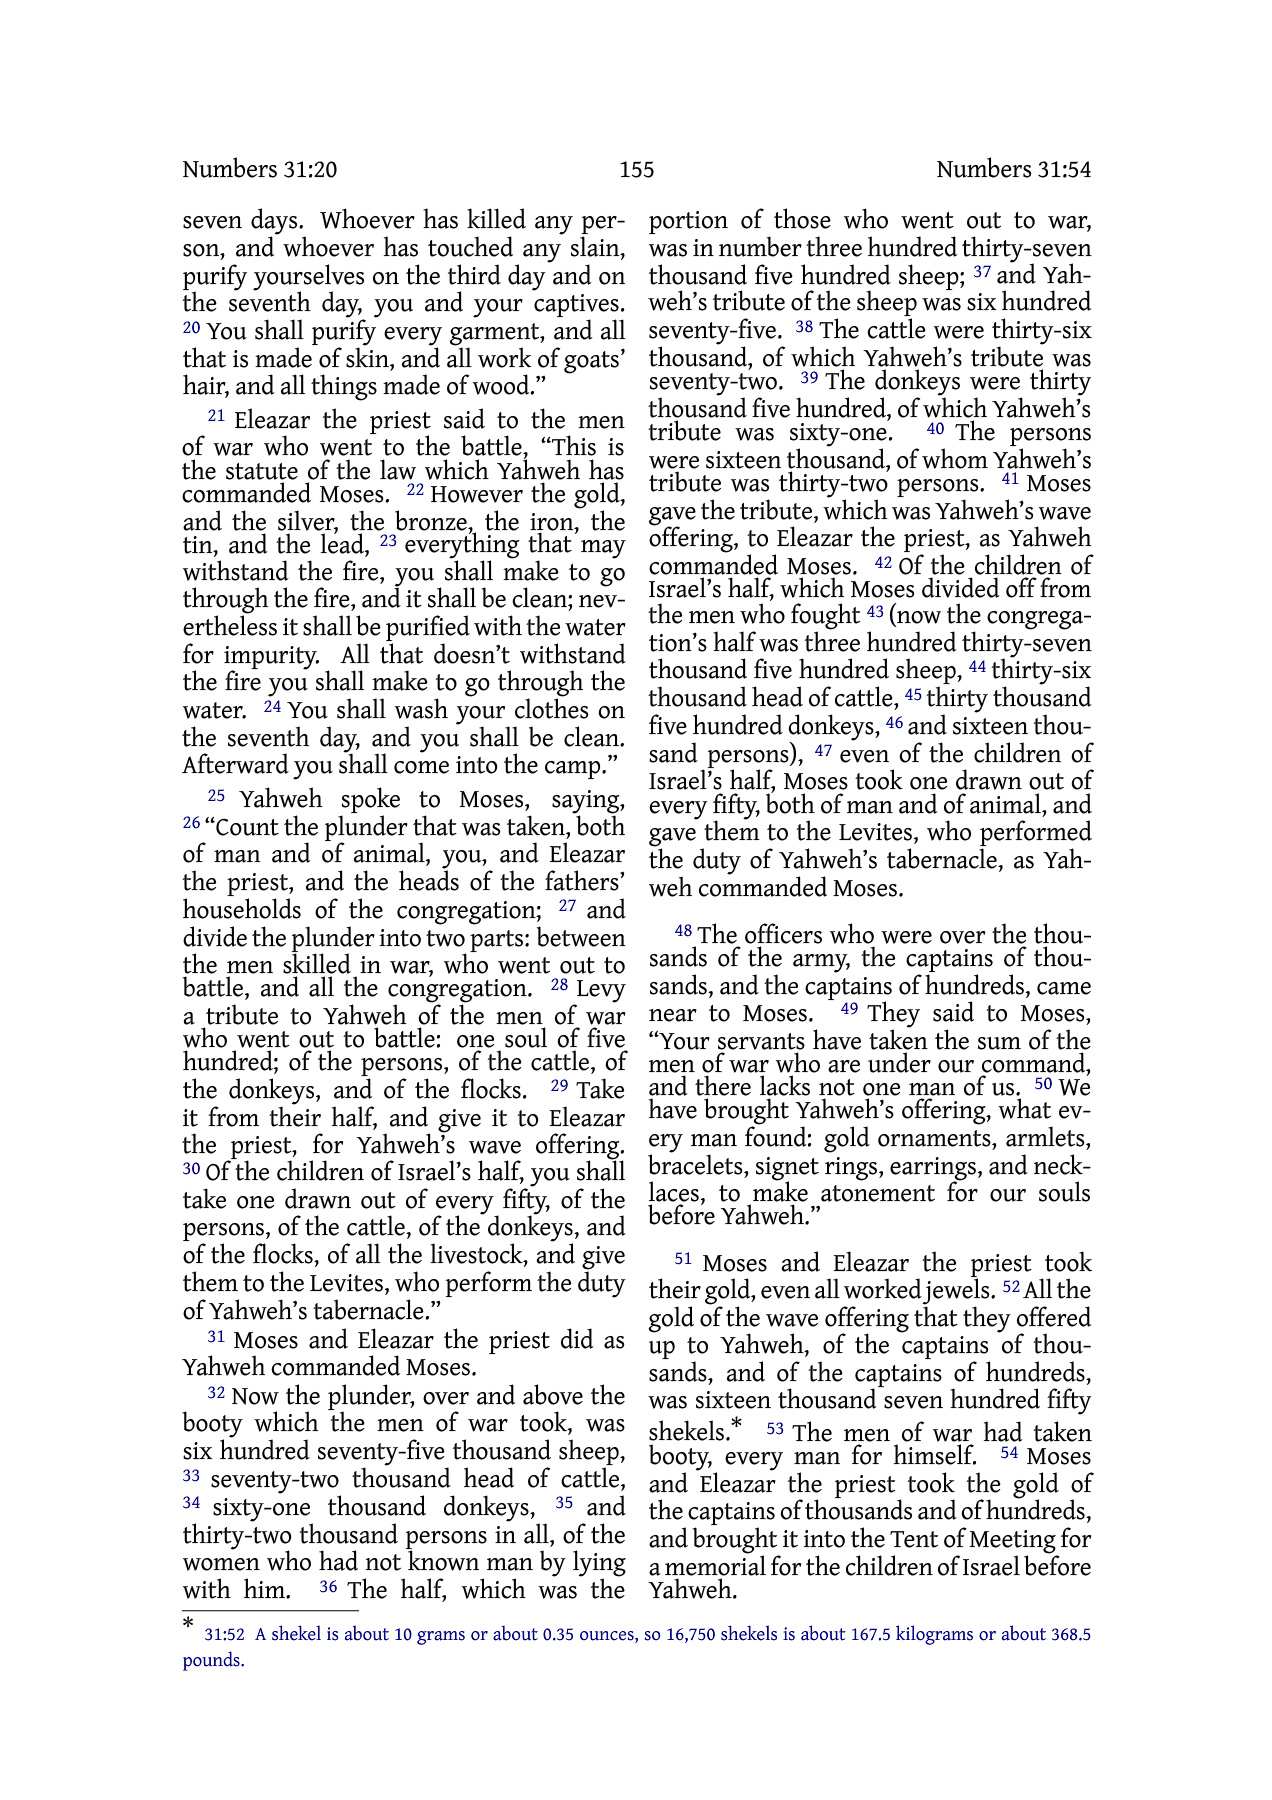 Numbers 31:20 155 Numbers 31:54
seven days. Whoever has killed any per-
son, and whoever has touched any slain,
purify yourselves on the third day and on
the seventh day, you and your captives.
20 You shall purify every garment, and all
that is made of skin, and all work of goats’
hair, and all things made of wood.”
21 Eleazar the priest said to the men
of war who went to the battle, “This is
the statute of the law which Yahweh has
commanded Moses. 22 However the gold,
and the silver, the bronze, the iron, the
tin, and the lead, 23 everything that may
withstand the fire, you shall make to go
through the fire, and it shall be clean; nev-
ertheless it shall be purified with the water
for impurity. All that doesn’t withstand
the fire you shall make to go through the
water. 24 You shall wash your clothes on
the seventh day, and you shall be clean.
Afterward you shall come into the camp.”
25 Yahweh spoke to Moses, saying,
26 “Count the plunder that was taken, both
of man and of animal, you, and Eleazar
the priest, and the heads of the fathers’
households of the congregation; 27 and
divide the plunder into two parts: between
the men skilled in war, who went out to
battle, and all the congregation. 28 Levy
a tribute to Yahweh of the men of war
who went out to battle: one soul of five
hundred; of the persons, of the cattle, of
the donkeys, and of the flocks. 29 Take
it from their half, and give it to Eleazar
the priest, for Yahweh’s wave offering.
30 Of the children of Israel’s half, you shall
take one drawn out of every fifty, of the
persons, of the cattle, of the donkeys, and
of the flocks, of all the livestock, and give
them to the Levites, who perform the duty
of Yahweh’s tabernacle.”
31 Moses and Eleazar the priest did as
Yahweh commanded Moses.
32 Now the plunder, over and above the
booty which the men of war took, was
six hundred seventy-five thousand sheep,
33 seventy-two thousand head of cattle,
34 sixty-one thousand donkeys, 35 and
thirty-two thousand persons in all, of the
women who had not known man by lying
with him. 36 The half, which was the
portion of those who went out to war,
was in number three hundred thirty-seven
thousand five hundred sheep; 37 and Yah-
weh’s tribute of the sheep was six hundred
seventy-five. 38 The cattle were thirty-six
thousand, of which Yahweh’s tribute was
seventy-two. 39 The donkeys were thirty
thousand five hundred, of which Yahweh’s
tribute was sixty-one. 40 The persons
were sixteen thousand, of whom Yahweh’s
tribute was thirty-two persons. 41 Moses
gave the tribute, which was Yahweh’s wave
offering, to Eleazar the priest, as Yahweh
commanded Moses. 42 Of the children of
Israel’s half, which Moses divided off from
the men who fought 43 (now the congrega-
tion’s half was three hundred thirty-seven
thousand five hundred sheep, 44 thirty-six
thousand head of cattle, 45 thirty thousand
five hundred donkeys, 46 and sixteen thou-
sand persons), 47 even of the children of
Israel’s half, Moses took one drawn out of
every fifty, both of man and of animal, and
gave them to the Levites, who performed
the duty of Yahweh’s tabernacle, as Yah-
weh commanded Moses.
48 The officers who were over the thou-
sands of the army, the captains of thou-
sands, and the captains of hundreds, came
near to Moses. 49 They said to Moses,
“Your servants have taken the sum of the
men of war who are under our command,
and there lacks not one man of us. 50 We
have brought Yahweh’s offering, what ev-
ery man found: gold ornaments, armlets,
bracelets, signet rings, earrings, and neck-
laces, to make atonement for our souls
before Yahweh.”
51 Moses and Eleazar the priest took
their gold, even all worked jewels. 52 All the
gold of the wave offering that they offered
up to Yahweh, of the captains of thou-
sands, and of the captains of hundreds,
was sixteen thousand seven hundred fifty
shekels.* 53 The men of war had taken
booty, every man for himself. 54 Moses
and Eleazar the priest took the gold of
the captains of thousands and of hundreds,
and brought it into the Tent of Meeting for
a memorial for the children of Israel before
Yahweh.
* 31:52 A shekel is about 10 grams or about 0.35 ounces, so 16,750 shekels is about 167.5 kilograms or about 368.5
pounds.